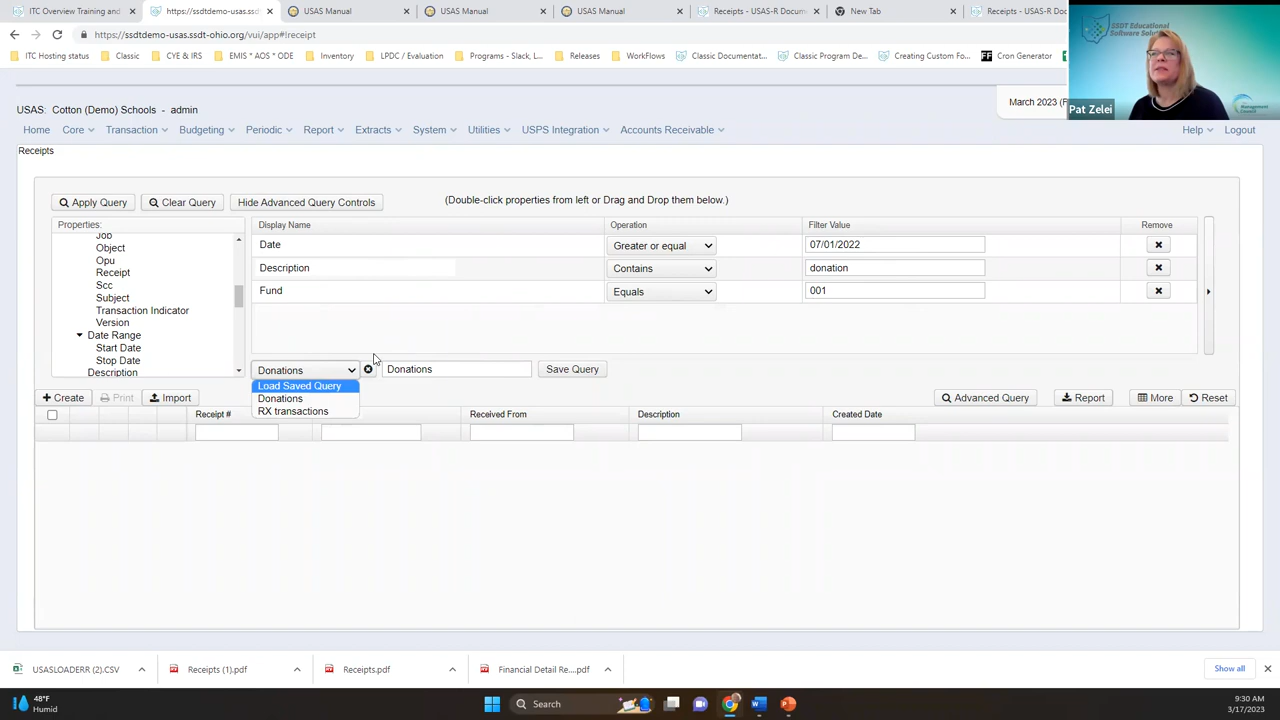 ITC Overview Training and
https://ssdtdemo-usas.ssdt
USAS Manual
USAS Manual
USAS Manual
Receipts - USAS-R Docum
New Tab
Receipts - USAS-R Doc
https://ssdtdemo-usas.ssdt-ohio.org/vui/app#!receipt
ITC Hosting status
Classic
CYE & IRS
EMIS * AOS * ODE
Inventory
LPDC / Evaluation
Programs - Slack, L...
Releases
WorkFlows
Classic Documentat...
Classic Program De...
Creating Custom Fo...
Cron Generator
SSDT Educational
Software Solu
Management
Council
Pat Zelei
USAS: Cotton (Demo) Schools - admin
March 2023 (F
Home Core Transaction Budgeting Periodic Report Extracts System Utilities USPS Integration Accounts Receivable Help Logout
Receipts
Apply Query Clear Query Hide Advanced Query Controls (Double-click properties from left or Drag and Drop them below.)
Properties:
Job
Object
Opu
Receipt
Scc
Subject
Transaction Indicator
Version
Date Range
Start Date
Stop Date
Description
Display Name Operation Filter Value Remove
Date Greater or equal 07/01/2022
Description Contains donation
Fund Equals 001
Donations Donations Save Query
Load Saved Query
Donations
RX transactions
Create Print Import Advanced Query Report More Reset
Receipt # Received From Description Created Date
USASLOADERR (2).CSV
Receipts (1).pdf
Receipts.pdf
Financial Detail Re....pdf
Show all
48°F
Humid
Search
9:30 AM
3/17/2023